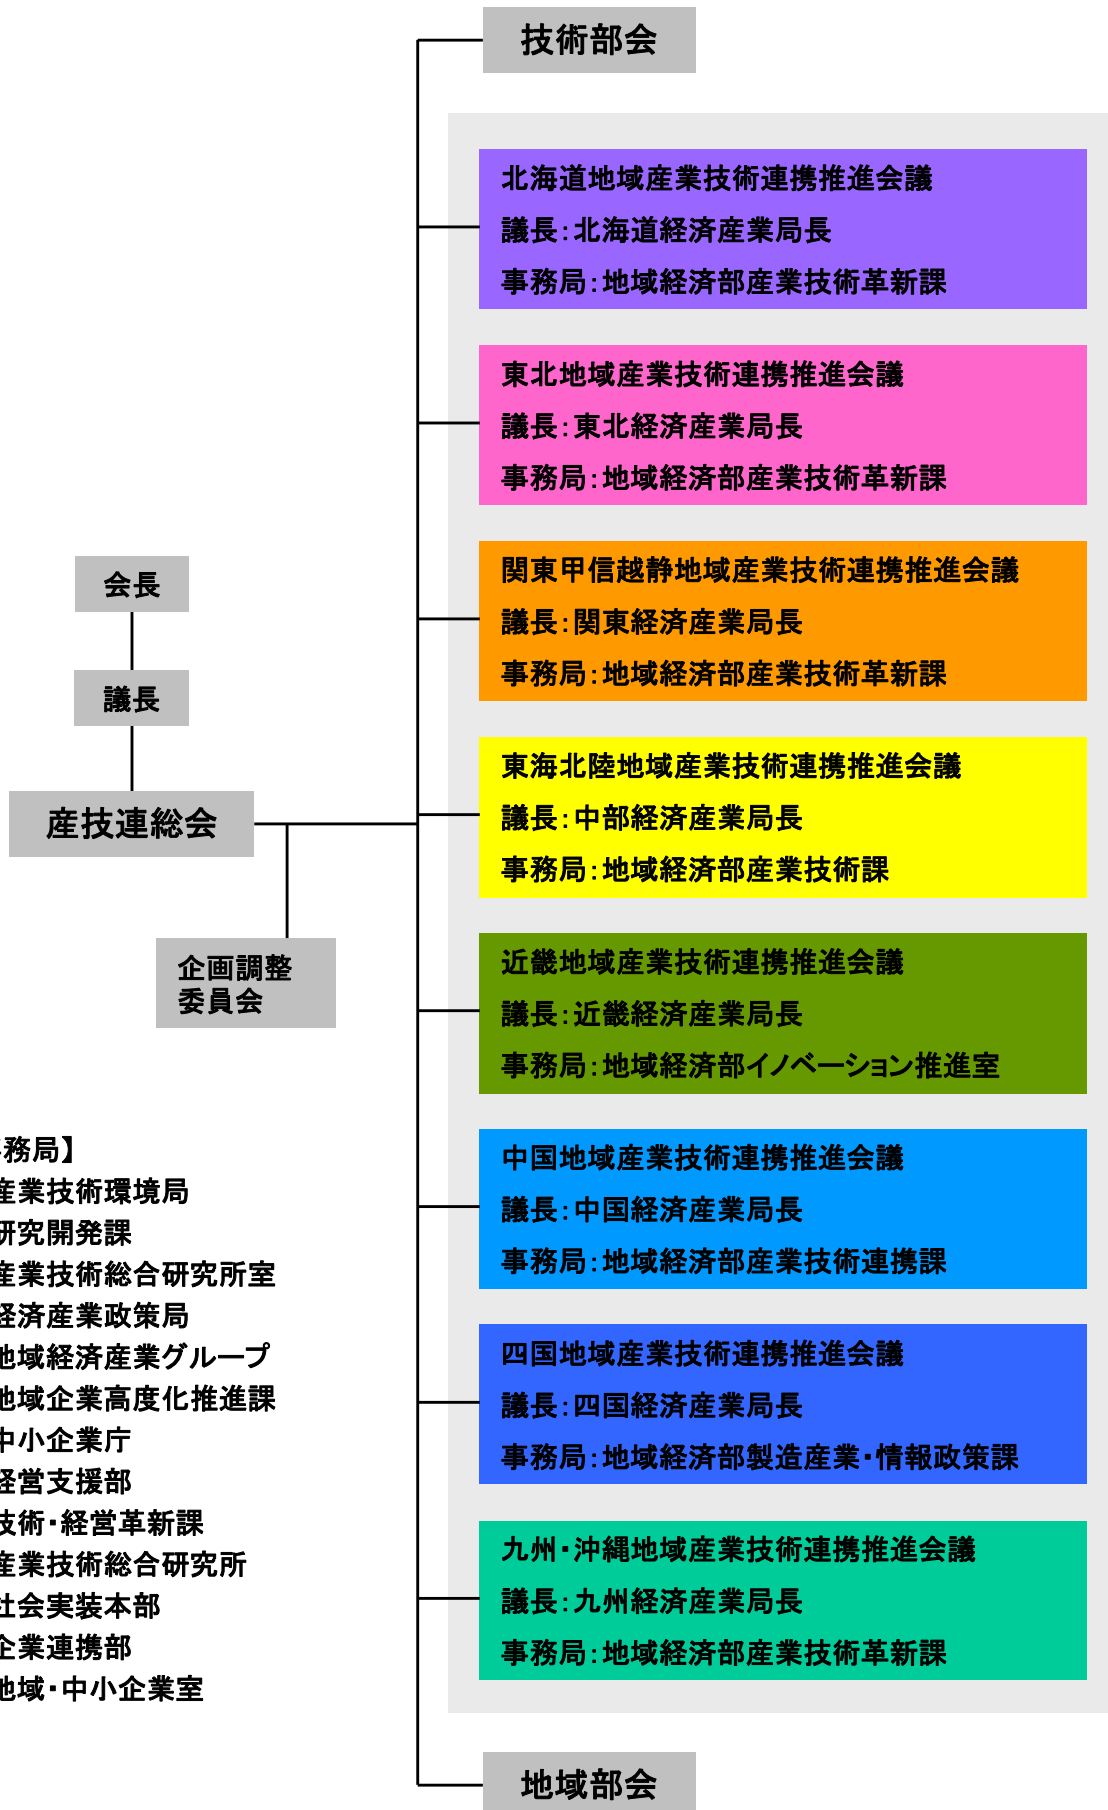 技術部会
北海道地域産業技術連携推進会議
議長：北海道経済産業局長
事務局：地域経済部産業技術革新課
東北地域産業技術連携推進会議
議長：東北経済産業局長
事務局：地域経済部産業技術革新課
関東甲信越静地域産業技術連携推進会議
議長：関東経済産業局長
事務局：地域経済部産業技術革新課
東海北陸地域産業技術連携推進会議
議長：中部経済産業局長
事務局：地域経済部産業技術課
近畿地域産業技術連携推進会議
議長：近畿経済産業局長
事務局：地域経済部イノベーション推進室
中国地域産業技術連携推進会議
議長：中国経済産業局長
事務局：地域経済部産業技術連携課
四国地域産業技術連携推進会議
議長：四国経済産業局長
事務局：地域経済部製造産業・情報政策課
九州・沖縄地域産業技術連携推進会議
議長：九州経済産業局長
事務局：地域経済部産業技術革新課
地域部会
会長
議長
産技連総会
企画調整
委員会
務局】
産業技術環境局
研究開発課
産業技術総合研究所室
経済産業政策局
地域経済産業グループ
地域企業高度化推進課
中小企業庁
経営支援部
技術・経営革新課
産業技術総合研究所
社会実装本部
企業連携部
地域・中小企業室